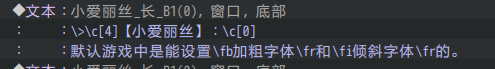 ◆文本：小爱丽丝_长_B1(0), 窗口, 底部
：　　：\>\c[4]【小爱丽丝】：\c[0]
：　　：默认游戏中是能设置\fb加粗字体\fr和\fi倾斜字体\fr的。